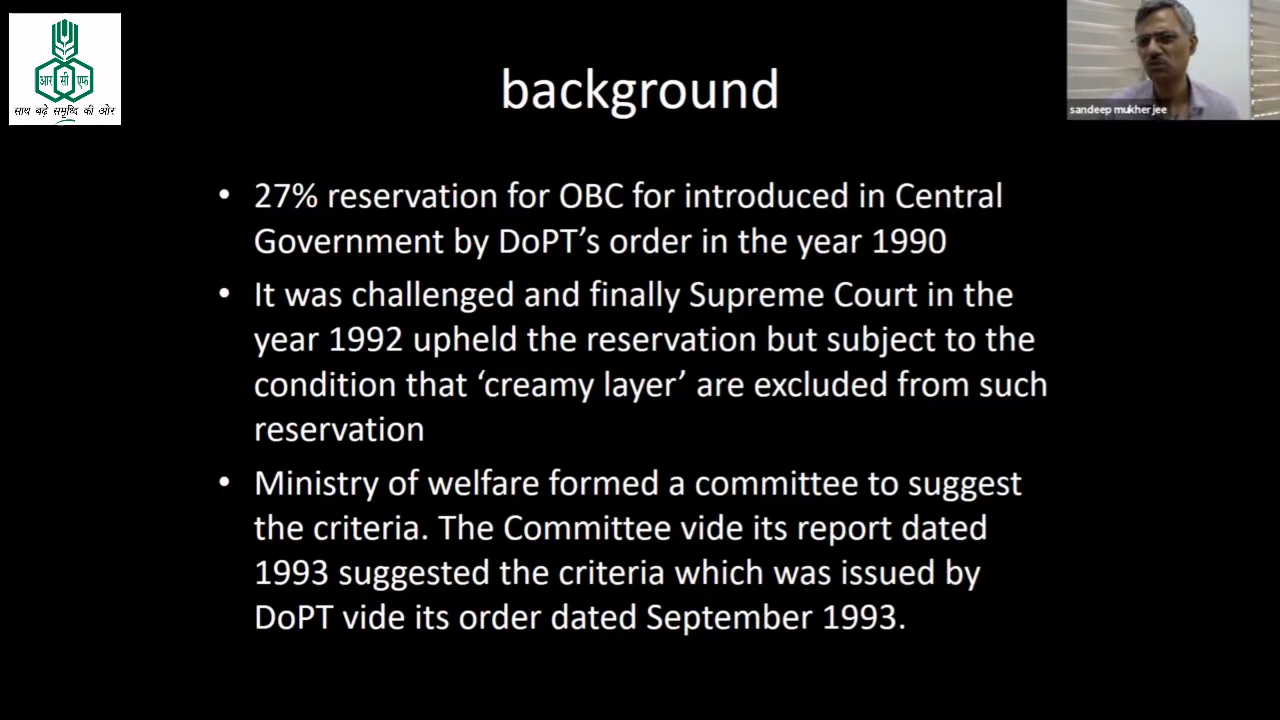 आर सी एफ
साथ बढ़े समृध्दि की ओर
sandeep mukherjee
background
• 27% reservation for OBC for introduced in Central
Government by DoPT’s order in the year 1990
• It was challenged and finally Supreme Court in the
year 1992 upheld the reservation but subject to the
condition that ‘creamy layer’ are excluded from such
reservation
• Ministry of welfare formed a committee to suggest
the criteria. The Committee vide its report dated
1993 suggested the criteria which was issued by
DoPT vide its order dated September 1993.